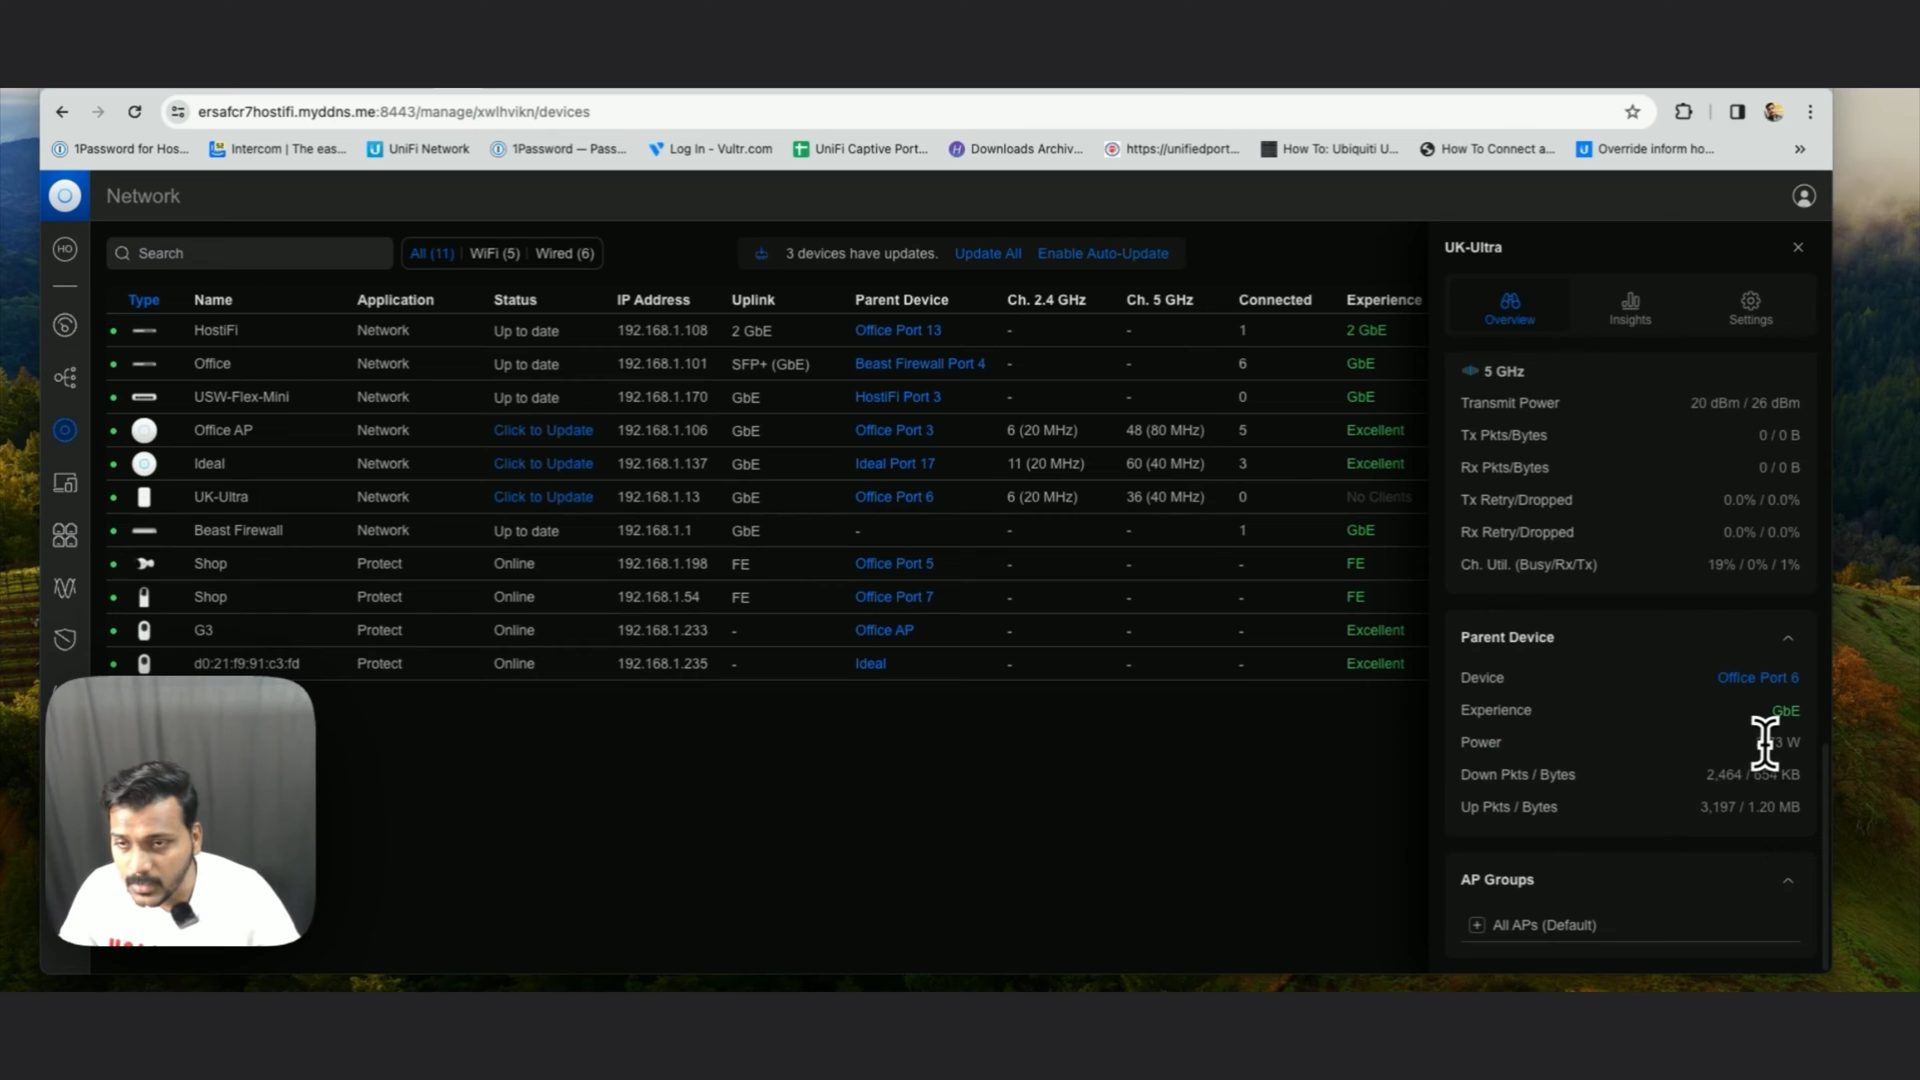 ersafcr7hostifi.myddns.me:8443/manage/xwlhvikn/devices
1Password for Hos... Intercom | The eas... UniFi Network 1Password — Pass... Log In - Vultr.com UniFi Captive Port... Downloads Archiv... https://unifiedport... How To: Ubiquiti U... How To Connect a... Override inform ho... »
Network
HO
Search
All (11) WiFi (5) Wired (6)
3 devices have updates. Update All Enable Auto-Update
Type Name Application Status IP Address Uplink Parent Device Ch. 2.4 GHz Ch. 5 GHz Connected Experience
HostiFi Network Up to date 192.168.1.108 2 GbE Office Port 13 - - 1 2 GbE
Office Network Up to date 192.168.1.101 SFP+ (GbE) Beast Firewall Port 4 - - 6 GbE
USW-Flex-Mini Network Up to date 192.168.1.170 GbE HostiFi Port 3 - - 0 GbE
Office AP Network Click to Update 192.168.1.106 GbE Office Port 3 6 (20 MHz) 48 (80 MHz) 5 Excellent
Ideal Network Click to Update 192.168.1.137 GbE Ideal Port 17 11 (20 MHz) 60 (40 MHz) 3 Excellent
UK-Ultra Network Click to Update 192.168.1.13 GbE Office Port 6 6 (20 MHz) 36 (40 MHz) 0 No Clients
Beast Firewall Network Up to date 192.168.1.1 GbE - - - 1 GbE
Shop Protect Online 192.168.1.198 FE Office Port 5 - - - FE
Shop Protect Online 192.168.1.54 FE Office Port 7 - - - FE
G3 Protect Online 192.168.1.233 - Office AP - - - Excellent
d0:21:f9:91:c3:fd Protect Online 192.168.1.235 - Ideal - - - Excellent
UK-Ultra
Overview Insights Settings
5 GHz
Transmit Power 20 dBm / 26 dBm
Tx Pkts/Bytes 0 / 0 B
Rx Pkts/Bytes 0 / 0 B
Tx Retry/Dropped 0.0% / 0.0%
Rx Retry/Dropped 0.0% / 0.0%
Ch. Util. (Busy/Rx/Tx) 19% / 0% / 1%
Parent Device
Device Office Port 6
Experience GbE
Power W
Down Pkts / Bytes 2,464 / 654 KB
Up Pkts / Bytes 3,197 / 1.20 MB
AP Groups
All APs (Default)